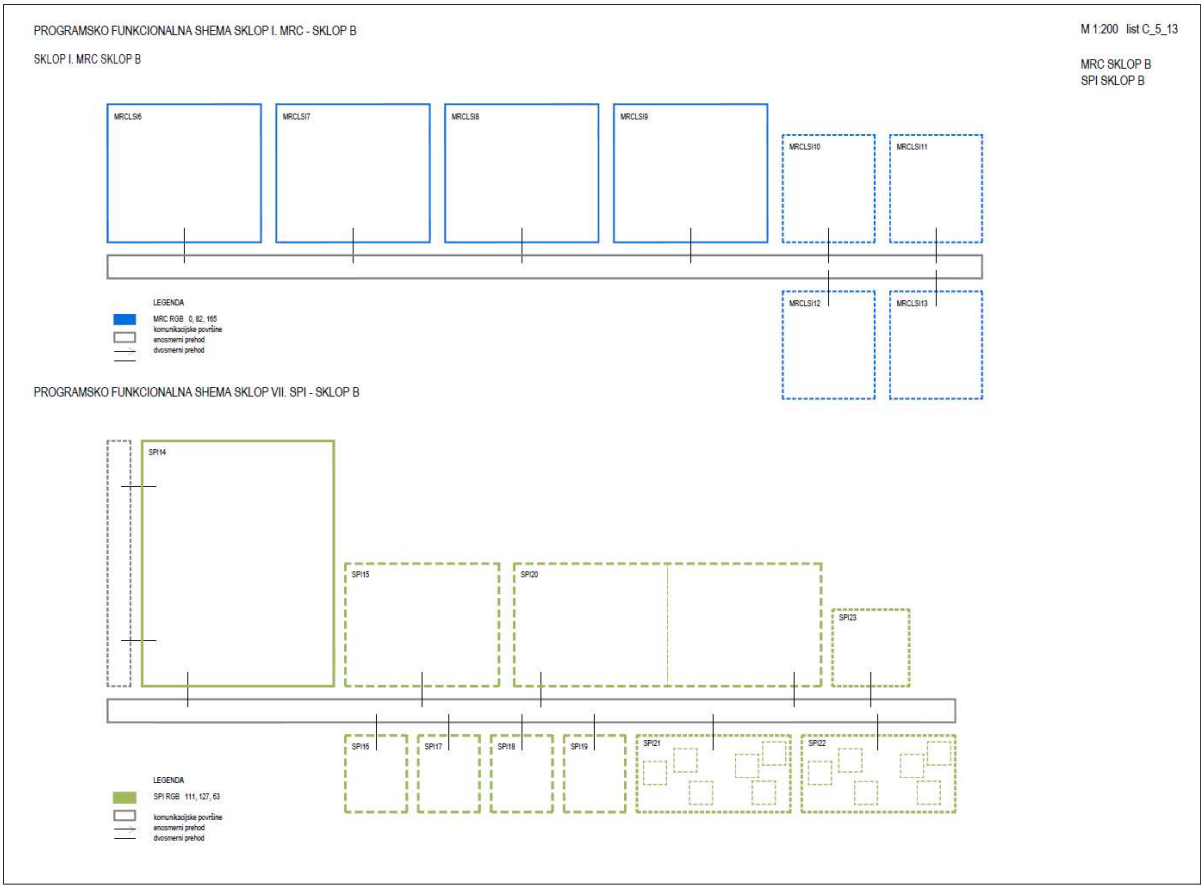 PROGRAMSKO FUNKCIONALNA SHEMA SKLOP I. MRC - SKLOP B
M 1:200 list C_5_13
SKLOP I. MRC SKLOP B
MRC SKLOP B
SPI SKLOP B
MRCLSI6
MRCLSI7
MRCLSI8
MRCLSI9
MRCLSI10
MRCLSI11
MRCLSI12
MRCLSI13
LEGENDA
MRC RGB 0, 82, 165
komunikacijske površine
enosmerni prehod
dvosmerni prehod
PROGRAMSKO FUNKCIONALNA SHEMA SKLOP VII. SPI - SKLOP B
SPI14
SPI15
SPI20
SPI23
SPI16
SPI17
SPI18
SPI19
SPI21
SPI22
LEGENDA
SPI RGB 111, 127, 63
komunikacijske površine
enosmerni prehod
dvosmerni prehod